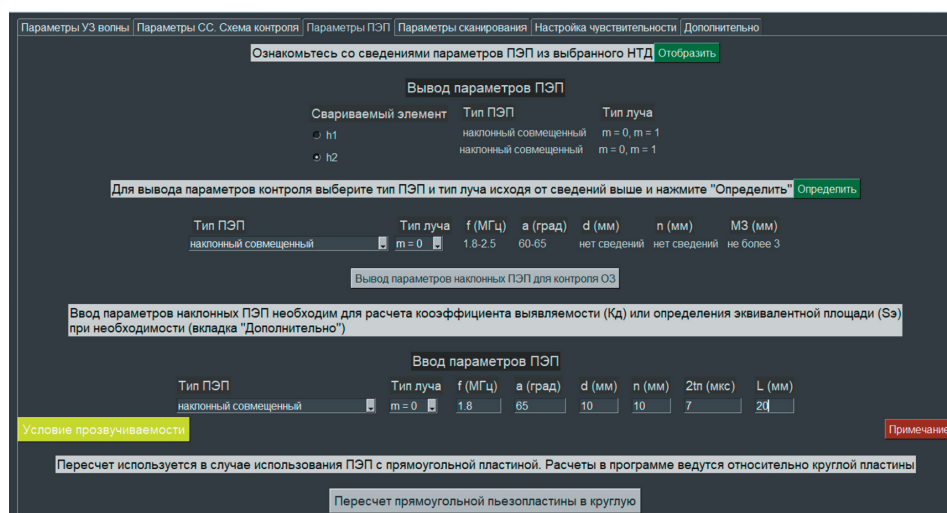 Параметры УЗ волны Параметры СС. Схема контроля Параметры ПЭП Параметры сканирования Настройка чувствительности Дополнительно
Ознакомьтесь со сведениями параметров ПЭП из выбранного НТД Отобразить
Вывод параметров ПЭП
Свариваемый элемент Тип ПЭП Тип луча
h1 наклонный совмещенный m = 0, m = 1
h2 наклонный совмещенный m = 0, m = 1
Для вывода параметров контроля выберите тип ПЭП и тип луча исходя от сведений выше и нажмите "Определить" Определить
Тип ПЭП Тип луча f (МГц) a (град) d (мм) n (мм) МЗ (мм)
наклонный совмещенный m = 0 1.8-2.5 60-65 нет сведений нет сведений не более 3
Вывод параметров наклонных ПЭП для контроля ОЗ
Ввод параметров наклонных ПЭП необходим для расчета кооэффициента выявляемости (Кд) или определения эквивалентной площади (Sэ)
при необходимости (вкладка "Дополнительно")
Ввод параметров ПЭП
Тип ПЭП Тип луча f (МГц) a (град) d (мм) n (мм) 2tп (мкс) L (мм)
наклонный совмещенный m = 0 1.8 65 10 10 7 20
Условие прозвучиваемости Примечание
Пересчет используется в случае использования ПЭП с прямоугольной пластиной. Расчеты в программе ведутся относительно круглой пластины
Пересчет прямоугольной пьезопластины в круглую